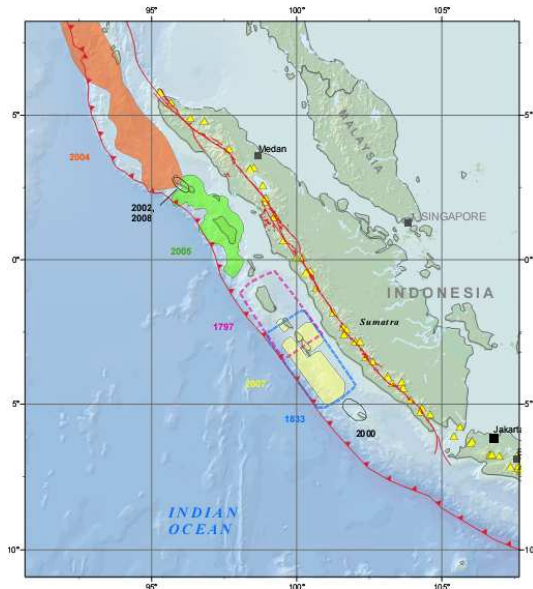 95°
100°
105°
5°
5°
Medan
MALAYSIA
2004
2002,
2008
SINGAPORE
2005
0°
0°
INDONESIA
Sumatra
1797
2007
1833
5°
5°
2000
Jakarta
INDIAN
OCEAN
10°
10°
95°
100°
105°